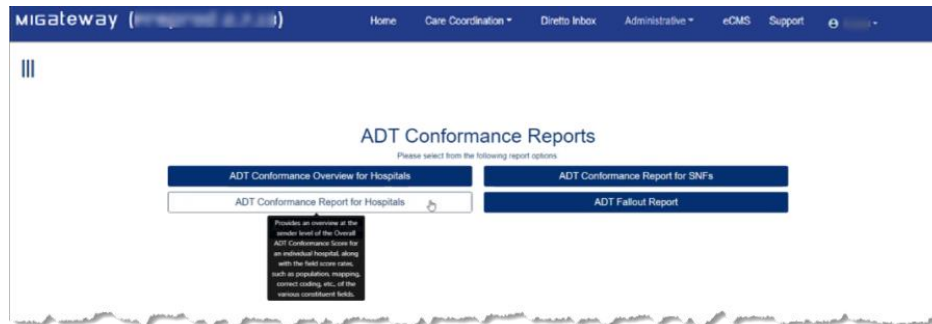 MIGateway ( )
Home Care Coordination Diretto Inbox Administrative eCMS Support
ADT Conformance Reports
Please select from the following report options
ADT Conformance Overview for Hospitals
ADT Conformance Report for SNFs
ADT Conformance Report for Hospitals
ADT Fallout Report
Provides an overview at the
sender level of the Overall
ADT Conformance Score for
an individual hospital, along
with the field score rates,
such as population, mapping,
correct coding, etc., of the
various constituent fields.